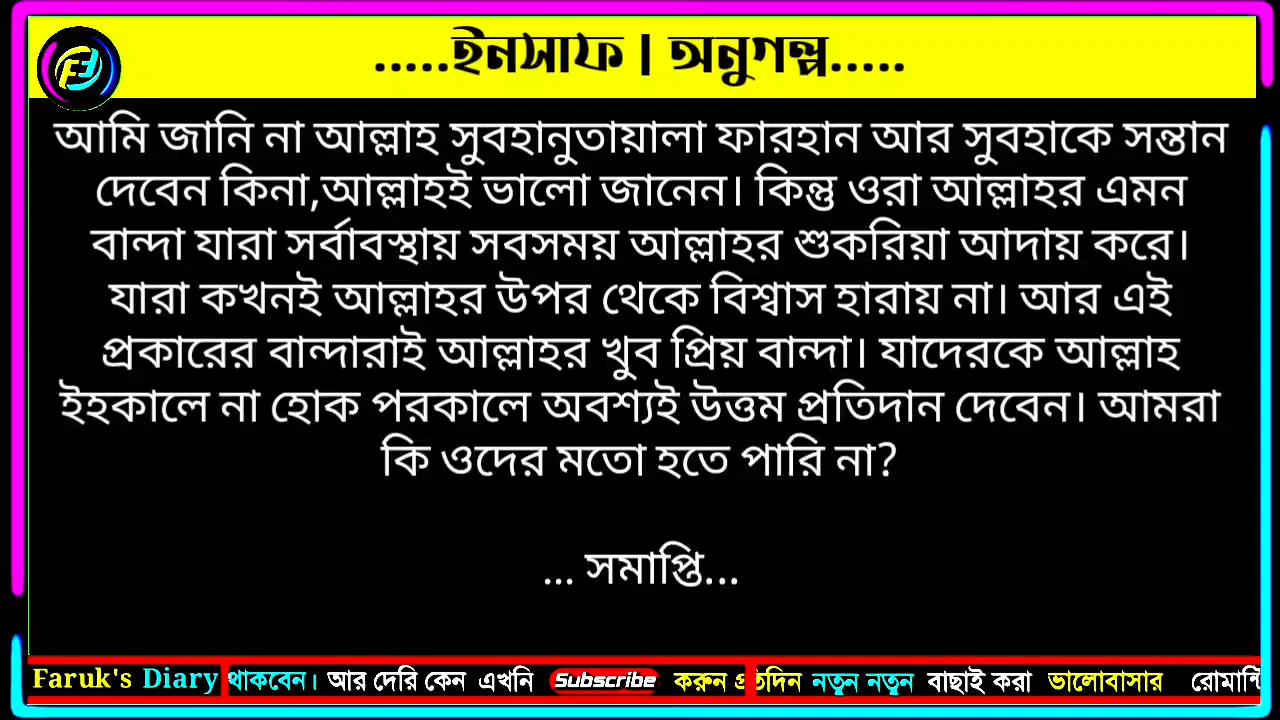 .....ইনসাফ | অনুগল্প.....
আমি জানি না আল্লাহ সুবহানুতায়ালা ফারহান আর সুবহাকে সন্তান
দেবেন কিনা,আল্লাহই ভালো জানেন। কিন্তু ওরা আল্লাহর এমন
বান্দা যারা সর্বাবস্থায় সবসময় আল্লাহর শুকরিয়া আদায় করে।
যারা কখনই আল্লাহর উপর থেকে বিশ্বাস হারায় না। আর এই
প্রকারের বান্দারাই আল্লাহর খুব প্রিয় বান্দা। যাদেরকে আল্লাহ
ইহকালে না হোক পরকালে অবশ্যই উত্তম প্রতিদান দেবেন। আমরা
কি ওদের মতো হতে পারি না?
... সমাপ্তি...
Faruk's Diary থাকবেন। আর দেরি কেন এখনি Subscribe করুন নতুন নতুন বাছাই করা ভালোবাসার